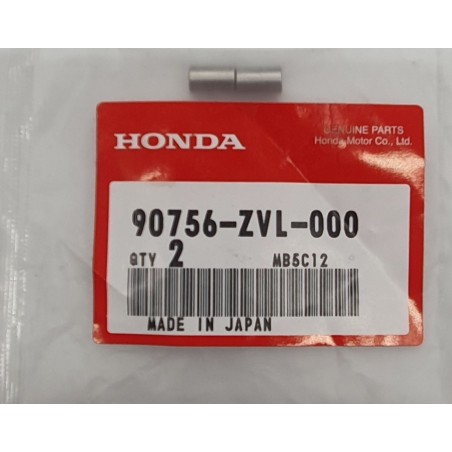 HONDA
GENUINE PARTS
Honda Motor Co., Ltd.
90756-ZVL-000
QTY 2 MB5C12
MADE IN JAPAN